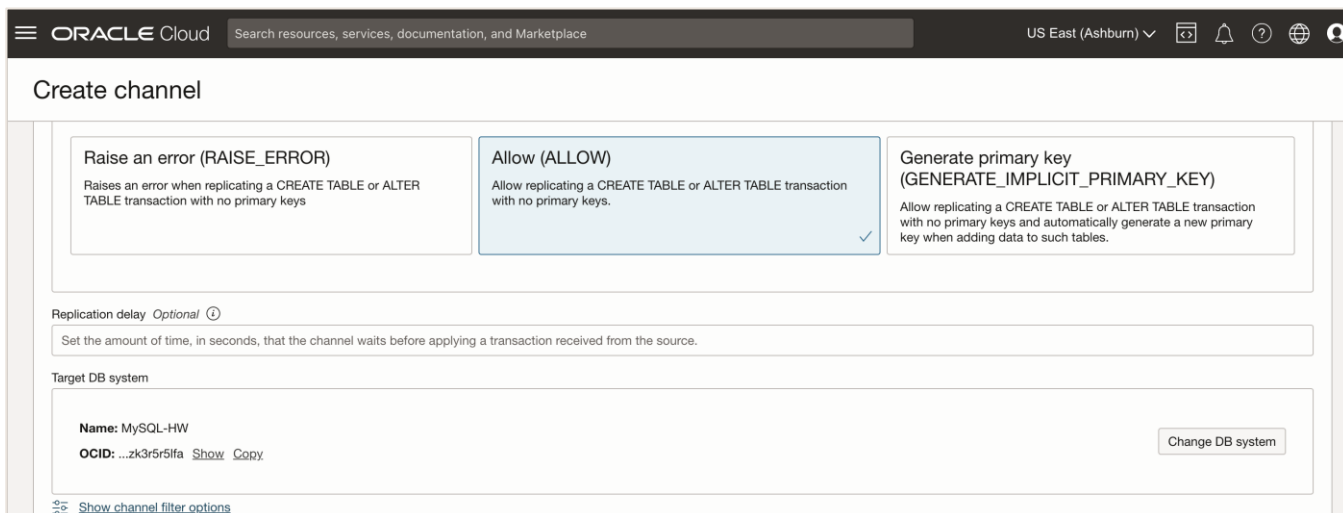 ORACLE Cloud
Search resources, services, documentation, and Marketplace
US East (Ashburn)
Create channel
Raise an error (RAISE_ERROR)
Raises an error when replicating a CREATE TABLE or ALTER
TABLE transaction with no primary keys
Allow (ALLOW)
Allow replicating a CREATE TABLE or ALTER TABLE transaction
with no primary keys.
Generate primary key
(GENERATE_IMPLICIT_PRIMARY_KEY)
Allow replicating a CREATE TABLE or ALTER TABLE transaction
with no primary keys and automatically generate a new primary
key when adding data to such tables.
Replication delay Optional
Set the amount of time, in seconds, that the channel waits before applying a transaction received from the source.
Target DB system
Name: MySQL-HW
OCID: ...zk3r5r5lfa Show Copy
Change DB system
Show channel filter options